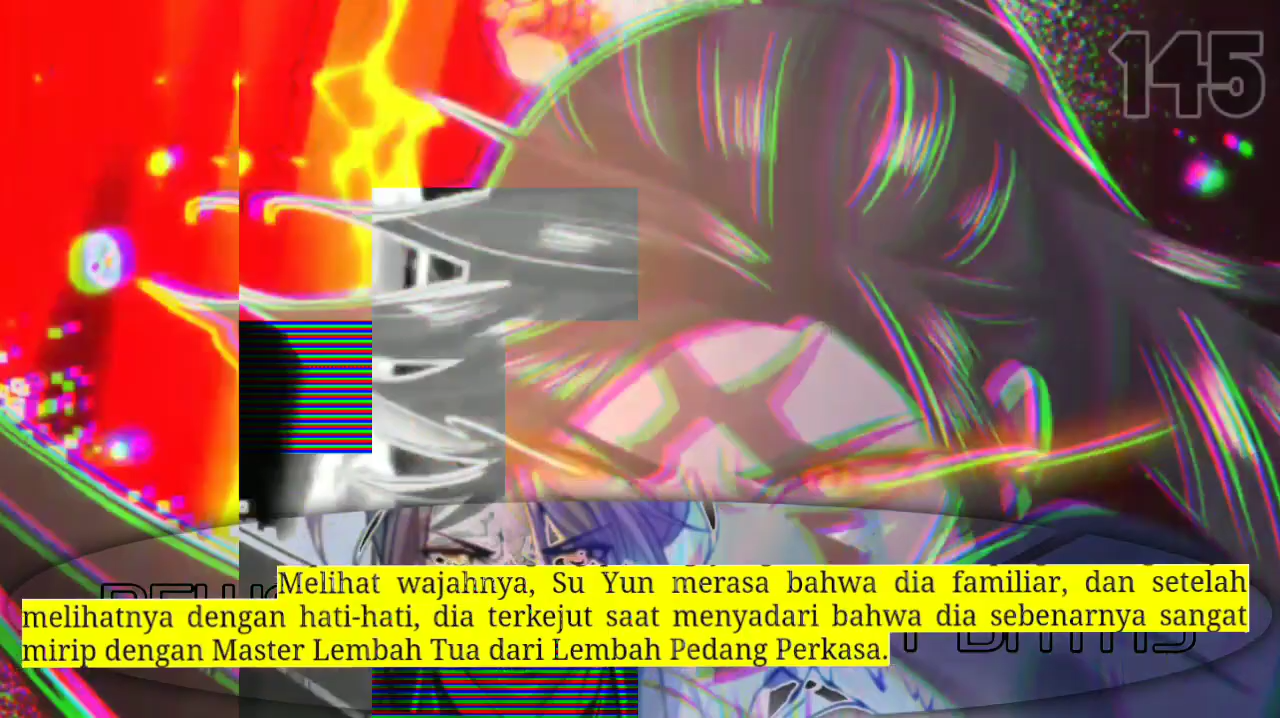 145
Melihat wajahnya, Su Yun merasa bahwa dia familiar, dan setelah
melihatnya dengan hati-hati, dia terkejut saat menyadari bahwa dia sebenarnya sangat
mirip dengan Master Lembah Tua dari Lembah Pedang Perkasa.